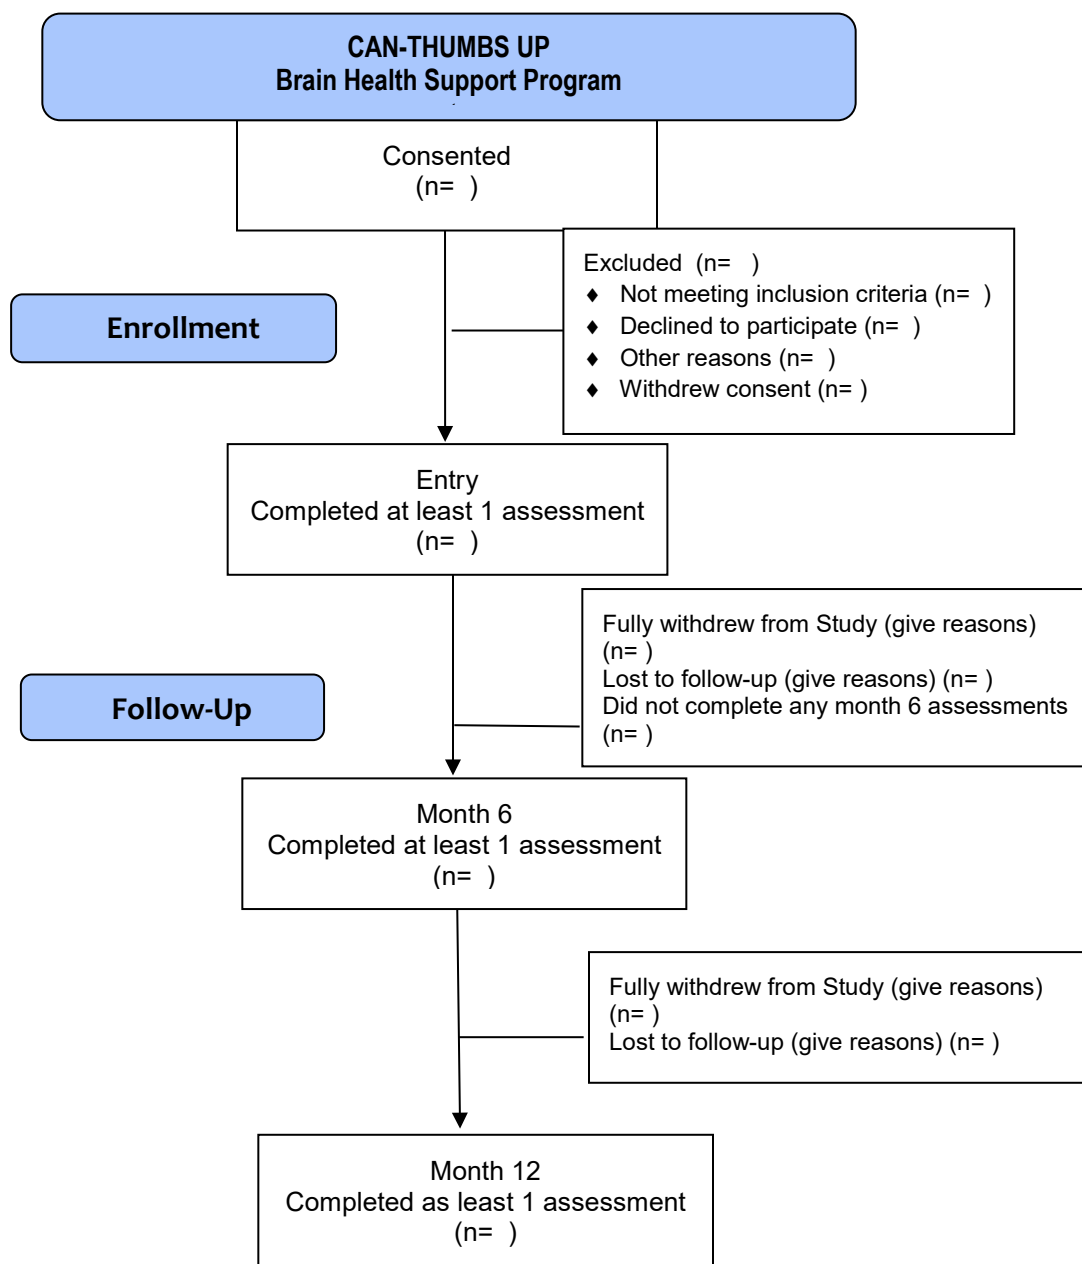 CAN-THUMBS UP
Brain Health Support Program
Consented
(n=  )
Excluded  (n=   )
♦ Not meeting inclusion criteria (n=  )
♦ Declined to participate (n=  )
♦ Other reasons (n=  )
♦ Withdrew consent (n= )
Enrollment
Entry
Completed at least 1 assessment
(n=  )
Fully withdrew from Study (give reasons)
(n= )
Lost to follow-up (give reasons) (n= )
Did not complete any month 6 assessments
(n= )
Follow-Up
Month 6
Completed at least 1 assessment
(n=  )
Fully withdrew from Study (give reasons)
(n= )
Lost to follow-up (give reasons) (n= )
Month 12
Completed as least 1 assessment
(n=  )